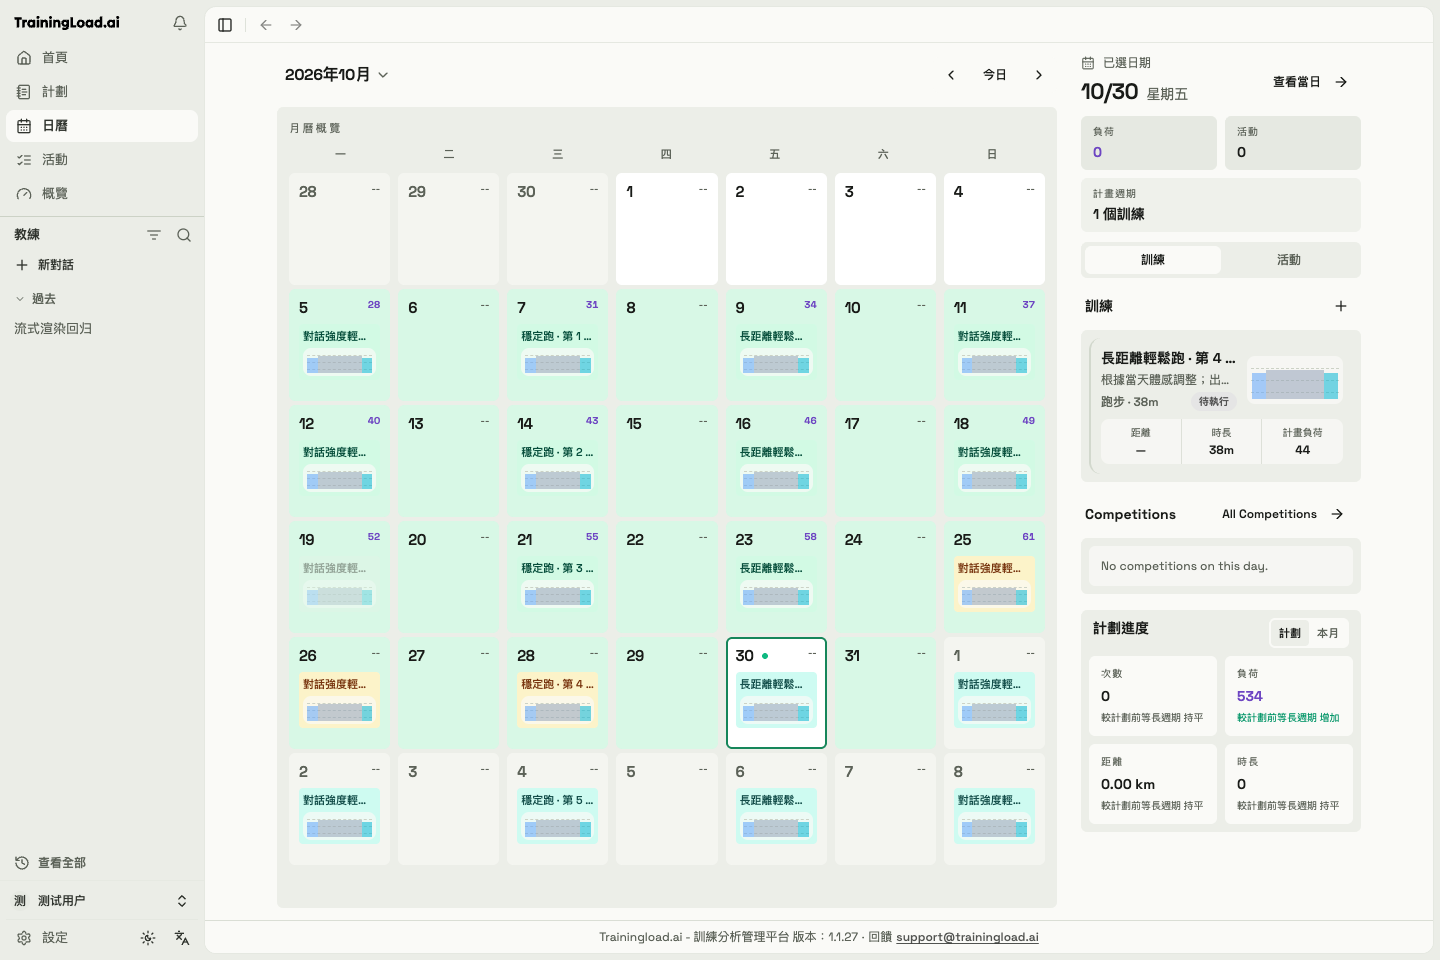 TrainingLoad.ai
首頁
計劃
日曆
活動
概覽
教練
新對話
過去
流式渲染回归
查看全部
测 测试用户
設定
2026年10月
今日
月曆概覽
一 二 三 四 五 六 日
28 -- 29 -- 30 -- 1 -- 2 -- 3 -- 4 --
5 28 6 -- 7 31 8 -- 9 34 10 -- 11 37
對話強度輕... 穩定跑 · 第 1 ... 長距離輕鬆... 對話強度輕...
12 40 13 -- 14 43 15 -- 16 46 17 -- 18 49
對話強度輕... 穩定跑 · 第 2 ... 長距離輕鬆... 對話強度輕...
19 52 20 -- 21 55 22 -- 23 58 24 -- 25 61
對話強度輕... 穩定跑 · 第 3 ... 長距離輕鬆... 對話強度輕...
26 -- 27 -- 28 -- 29 -- 30 -- 31 -- 1 --
對話強度輕... 穩定跑 · 第 4 ... 長距離輕鬆... 對話強度輕...
2 -- 3 -- 4 -- 5 -- 6 -- 7 -- 8 --
對話強度輕... 穩定跑 · 第 5 ... 長距離輕鬆... 對話強度輕...
已選日期
10/30 星期五
查看當日
負荷 活動
0 0
計畫週期
1 個訓練
訓練 活動
訓練
長距離輕鬆跑 · 第 4 ...
根據當天體感調整；出...
跑步 · 38m 待執行
距離 時長 計畫負荷
— 38m 44
Competitions All Competitions
No competitions on this day.
計劃進度 計劃 本月
次數 負荷
0 534
較計劃前等長週期 持平 較計劃前等長週期 增加
距離 時長
0.00 km 0
較計劃前等長週期 持平 較計劃前等長週期 持平
Trainingload.ai - 訓練分析管理平台 版本：1.1.27 · 回饋 support@trainingload.ai